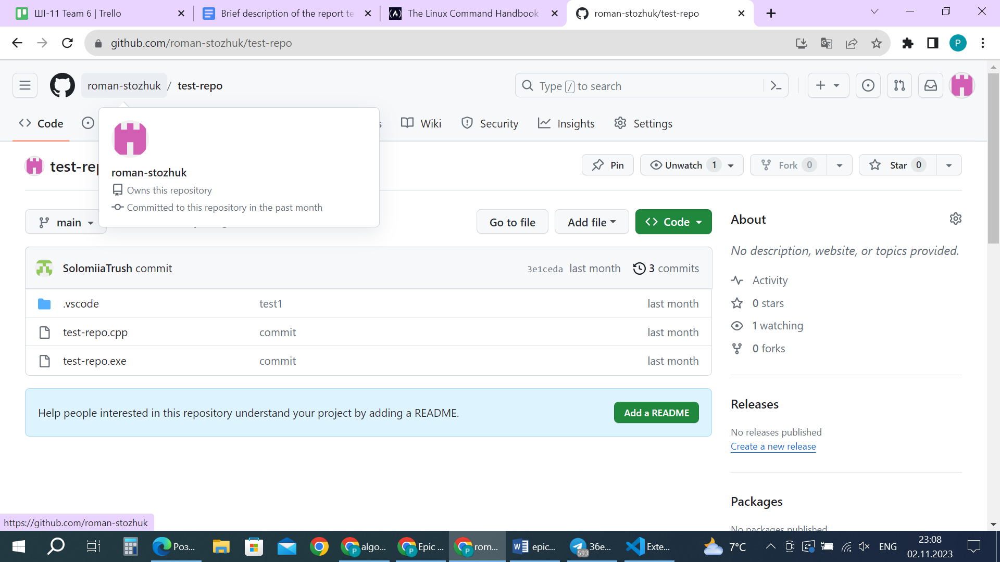 ШІ-11 Team 6 | Trello
Brief description of the report te
The Linux Command Handbook
roman-stozhuk/test-repo
github.com/roman-stozhuk/test-repo
P
roman-stozhuk / test-repo
Type / to search
Code
s
Wiki
Security
Insights
Settings
test-rep
roman-stozhuk
Owns this repository
Committed to this repository in the past month
Pin
Unwatch 1
Fork 0
Star 0
main
Go to file
Add file
Code
SolomiiaTrush commit
3e1ceda last month 3 commits
.vscode test1 last month
test-repo.cpp commit last month
test-repo.exe commit last month
Help people interested in this repository understand your project by adding a README.
Add a README
About
No description, website, or topics provided.
Activity
0 stars
1 watching
0 forks
Releases
No releases published
Create a new release
Packages
No packages published
https://github.com/roman-stozhuk
Роз...
algo...
Epic ...
rom...
epic...
593
Збе...
Exte...
7°C
ENG
23:08
02.11.2023